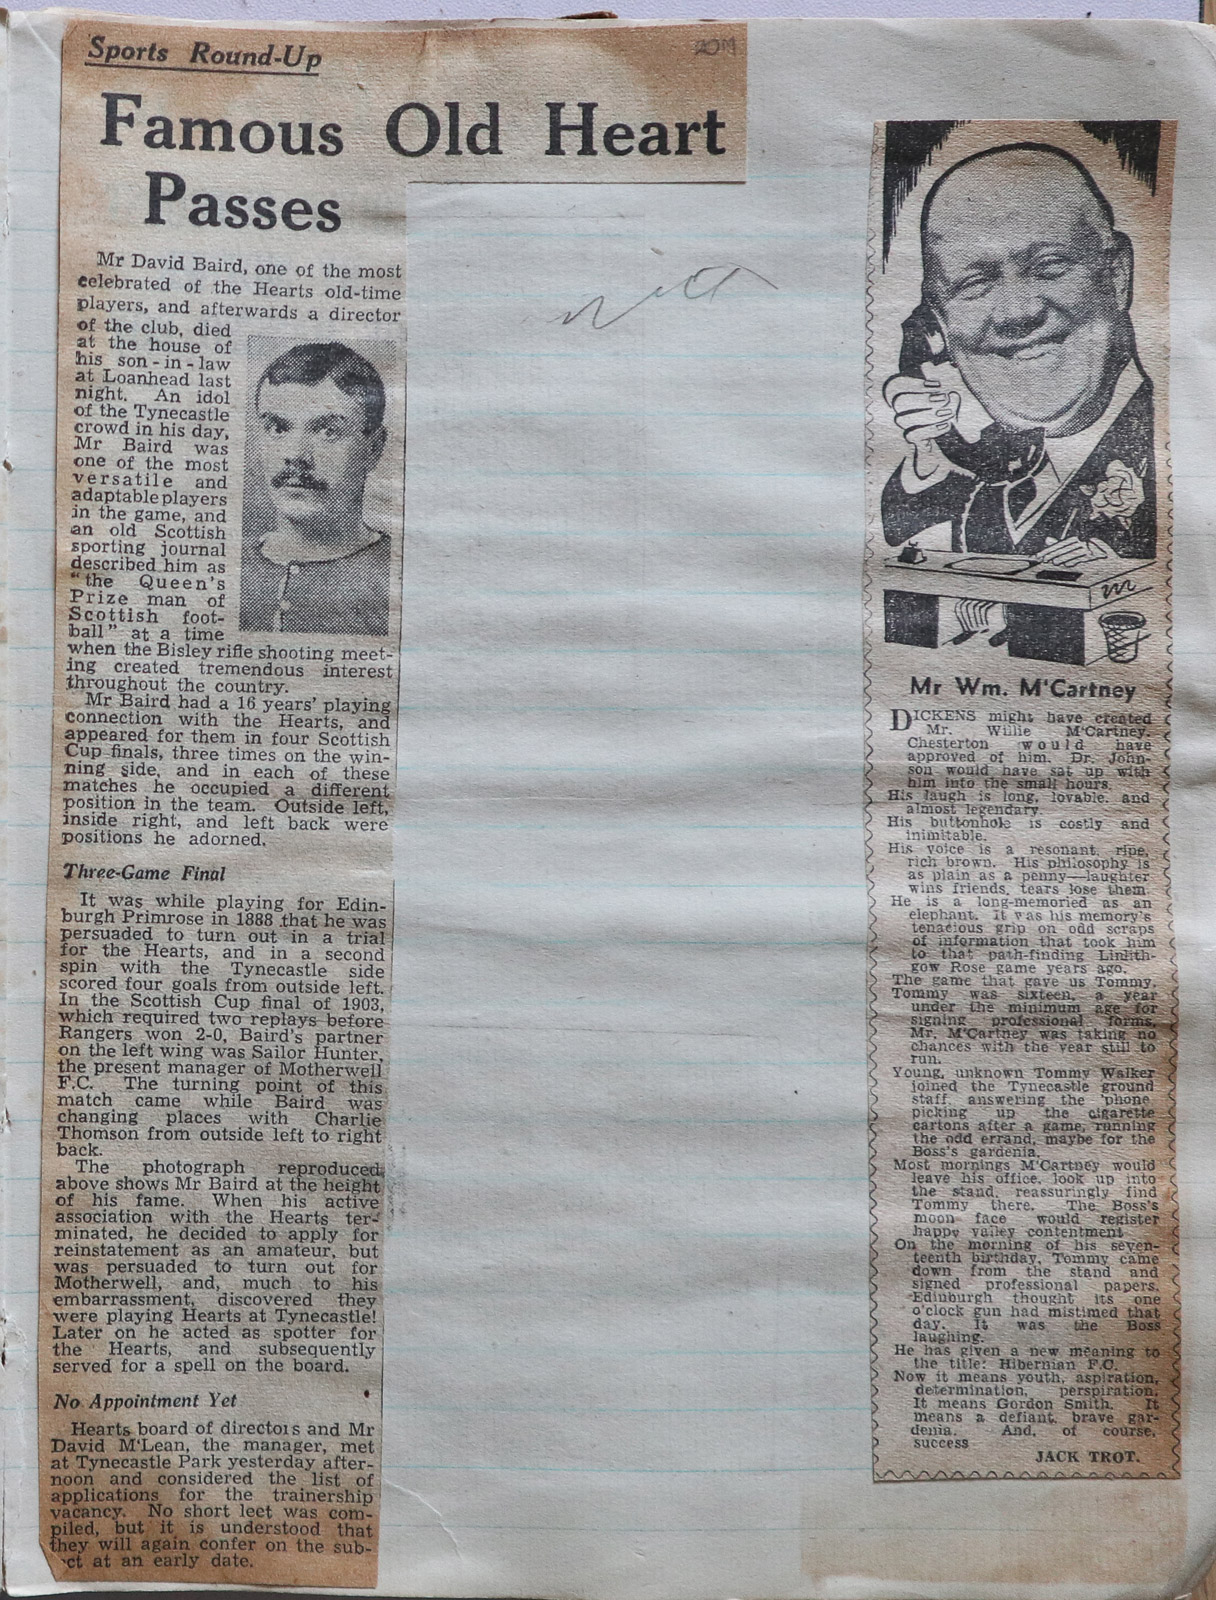 Sports Round-Up
Famous Old Heart
Passes
Mr David Baird, one of the most
celebrated of the Hearts old-time
players, and afterwards a director
of the club, died
at the house of
his son-in-law
at Loanhead last
night. An idol
of the Tynecastle
crowd in his day,
Mr Baird was
one of the most
versatile and
adaptable players
in the game, and
an old Scottish
sporting journal
described him as
"the Queen's
Prize man of
Scottish foot-
ball" at a time
when the Bisley rifle shooting meet-
ing created tremendous interest
throughout the country.
Mr Baird had a 16 years' playing
connection with the Hearts, and
appeared for them in four Scottish
Cup finals, three times on the win-
ning side, and in each of these
matches he occupied a different
position in the team. Outside left,
inside right, and left back were
positions he adorned.
Three-Game Final
It was while playing for Edin-
burgh Primrose in 1888 that he was
persuaded to turn out in a trial
for the Hearts, and in a second
spin with the Tynecastle side
scored four goals from outside left.
In the Scottish Cup final of 1903,
which required two replays before
Rangers won 2-0, Baird's partner
on the left wing was Sailor Hunter,
the present manager of Motherwell
F.C. The turning point of this
match came while Baird was
changing places with Charlie
Thomson from outside left to right
back.
The photograph reproduced
above shows Mr Baird at the height
of his fame. When his active
association with the Hearts ter-
minated, he decided to apply for
reinstatement as an amateur, but
was persuaded to turn out for
Motherwell, and, much to his
embarrassment, discovered they
were playing Hearts at Tynecastle!
Later on he acted as spotter for
the Hearts, and subsequently
served for a spell on the board.
No Appointment Yet
Hearts board of directors and Mr
David M'Lean, the manager, met
at Tynecastle Park yesterday after-
noon and considered the list of
applications for the trainership
vacancy. No short leet was com-
piled, but it is understood that
they will again confer on the sub-
ct at an early date.
Mr Wm. M'Cartney
DICKENS might have created
Mr. Willie M'Cartney.
Chesterton would have
approved of him. Dr. John-
son would have sat up with
him into the small hours.
His laugh is long, lovable, and
almost legendary.
His buttonhole is costly and
inimitable.
His voice is a resonant, ripe,
rich brown. His philosophy is
as plain as a penny—laughter
wins friends, tears lose them.
He is a long-memoried as an
elephant. It was his memory's
tenacious grip on odd scraps
of information that took him
to that path-finding Linlith-
gow Rose game years ago.
The game that gave us Tommy.
Tommy was sixteen, a year
under the minimum age for
signing professional forms.
Mr. M'Cartney was taking no
chances with the year still to
run.
Young, unknown Tommy Walker
joined the Tynecastle ground
staff, answering the 'phone,
picking up the cigarette
cartons after a game, running
the odd errand, maybe for the
Boss's gardenia.
Most mornings M'Cartney would
leave his office, look up into
the stand, reassuringly find
Tommy there. The Boss's
moon face would register
happy valley contentment
On the morning of his seven-
teenth birthday, Tommy came
down from the stand and
signed professional papers.
Edinburgh thought its one
o'clock gun had mistimed that
day. It was the Boss
laughing.
He has given a new meaning to
the title: Hibernian F.C.
Now it means youth, aspiration,
determination, perspiration.
It means Gordon Smith. It
means a defiant, brave gar-
denia. And, of course,
success
JACK TROT.